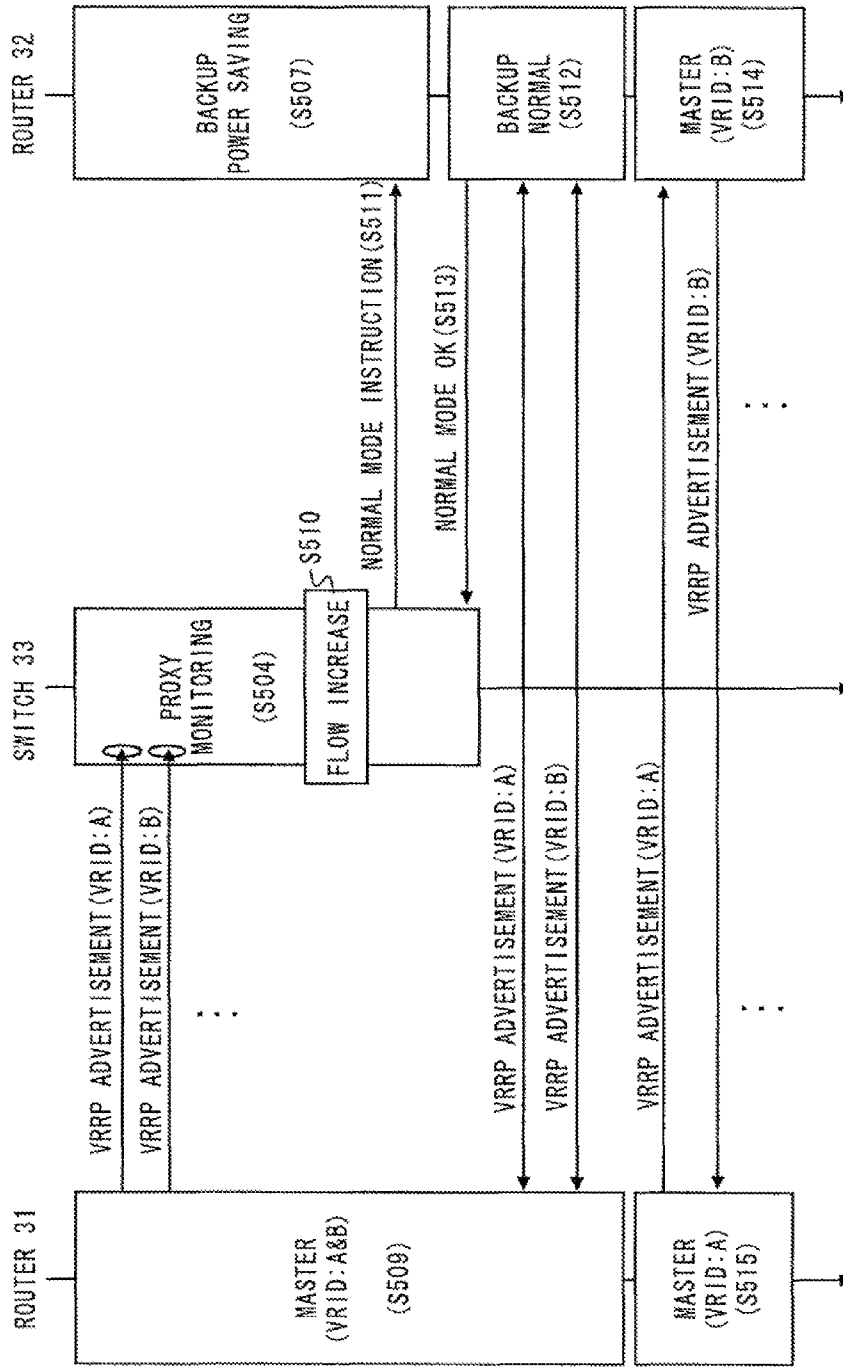 ROUTER 31
SWITCH 33
ROUTER 32
VRRP ADVERTISEMENT(VRID:A)
VRRP ADVERTISEMENT(VRID:B)
. . .
MASTER
(VRID:A&B)
(S509)
PROXY
MONITORING
(S504)
FLOW INCREASE
S510
BACKUP
POWER SAVING
(S507)
NORMAL MODE INSTRUCTION(S511)
NORMAL MODE OK(S513)
BACKUP
NORMAL
(S512)
VRRP ADVERTISEMENT(VRID:A)
VRRP ADVERTISEMENT(VRID:B)
MASTER
(VRID:A)
(S515)
VRRP ADVERTISEMENT(VRID:A)
VRRP ADVERTISEMENT(VRID:B)
. . .
. . .
MASTER
(VRID:B)
(S514)